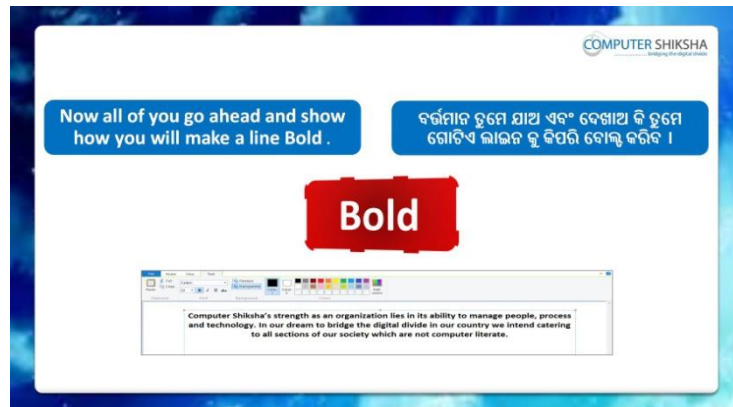 COMPUTER SHIKSHA
Now all of you go ahead and show
how you will make a line Bold .
ବର୍ତ୍ତମାନ ତୁମେ ଯାଅ ଏବଂ ଦେଖାଅ କି ତୁମେ
ଗୋଟିଏ ଲାଇନ କୁ କିପରି ବୋଲ୍ଡ କରିବ ।
Bold
Computer Shiksha's strength as an organization lies in its ability to manage people, process
and technology. In our dream to bridge the digital divide in our country we intend catering
to all sections of our society which are not computer literate.